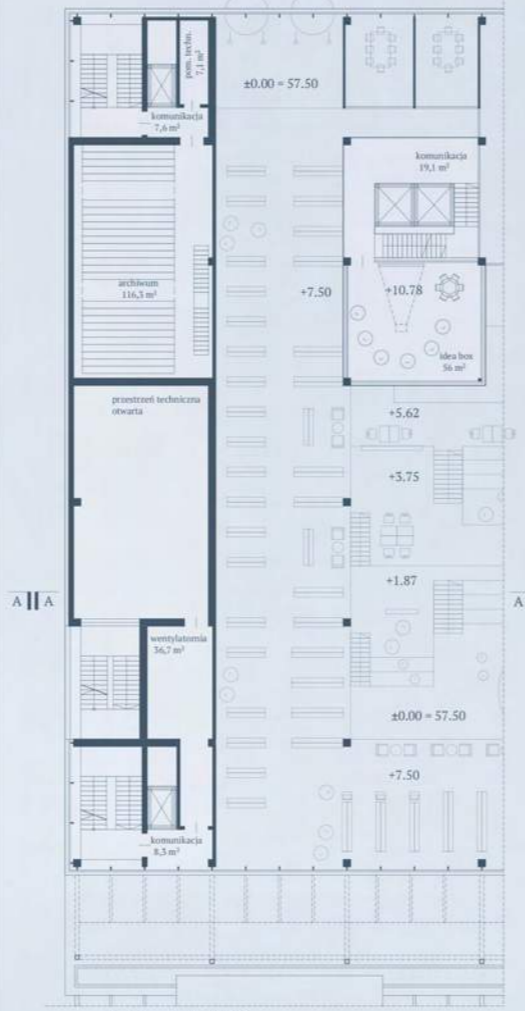 pom. techn.
7,1 m²
±0.00 = 57.50
komunikacja
7,6 m²
komunikacja
19,1 m²
archiwum
116,3 m²
+7.50
+10.78
idea box
56 m²
przestrzeń techniczna
otwarta
+5.62
+3.75
+1.87
A A
A
wentylatornia
36,7 m²
±0.00 = 57.50
+7.50
komunikacja
8,3 m²